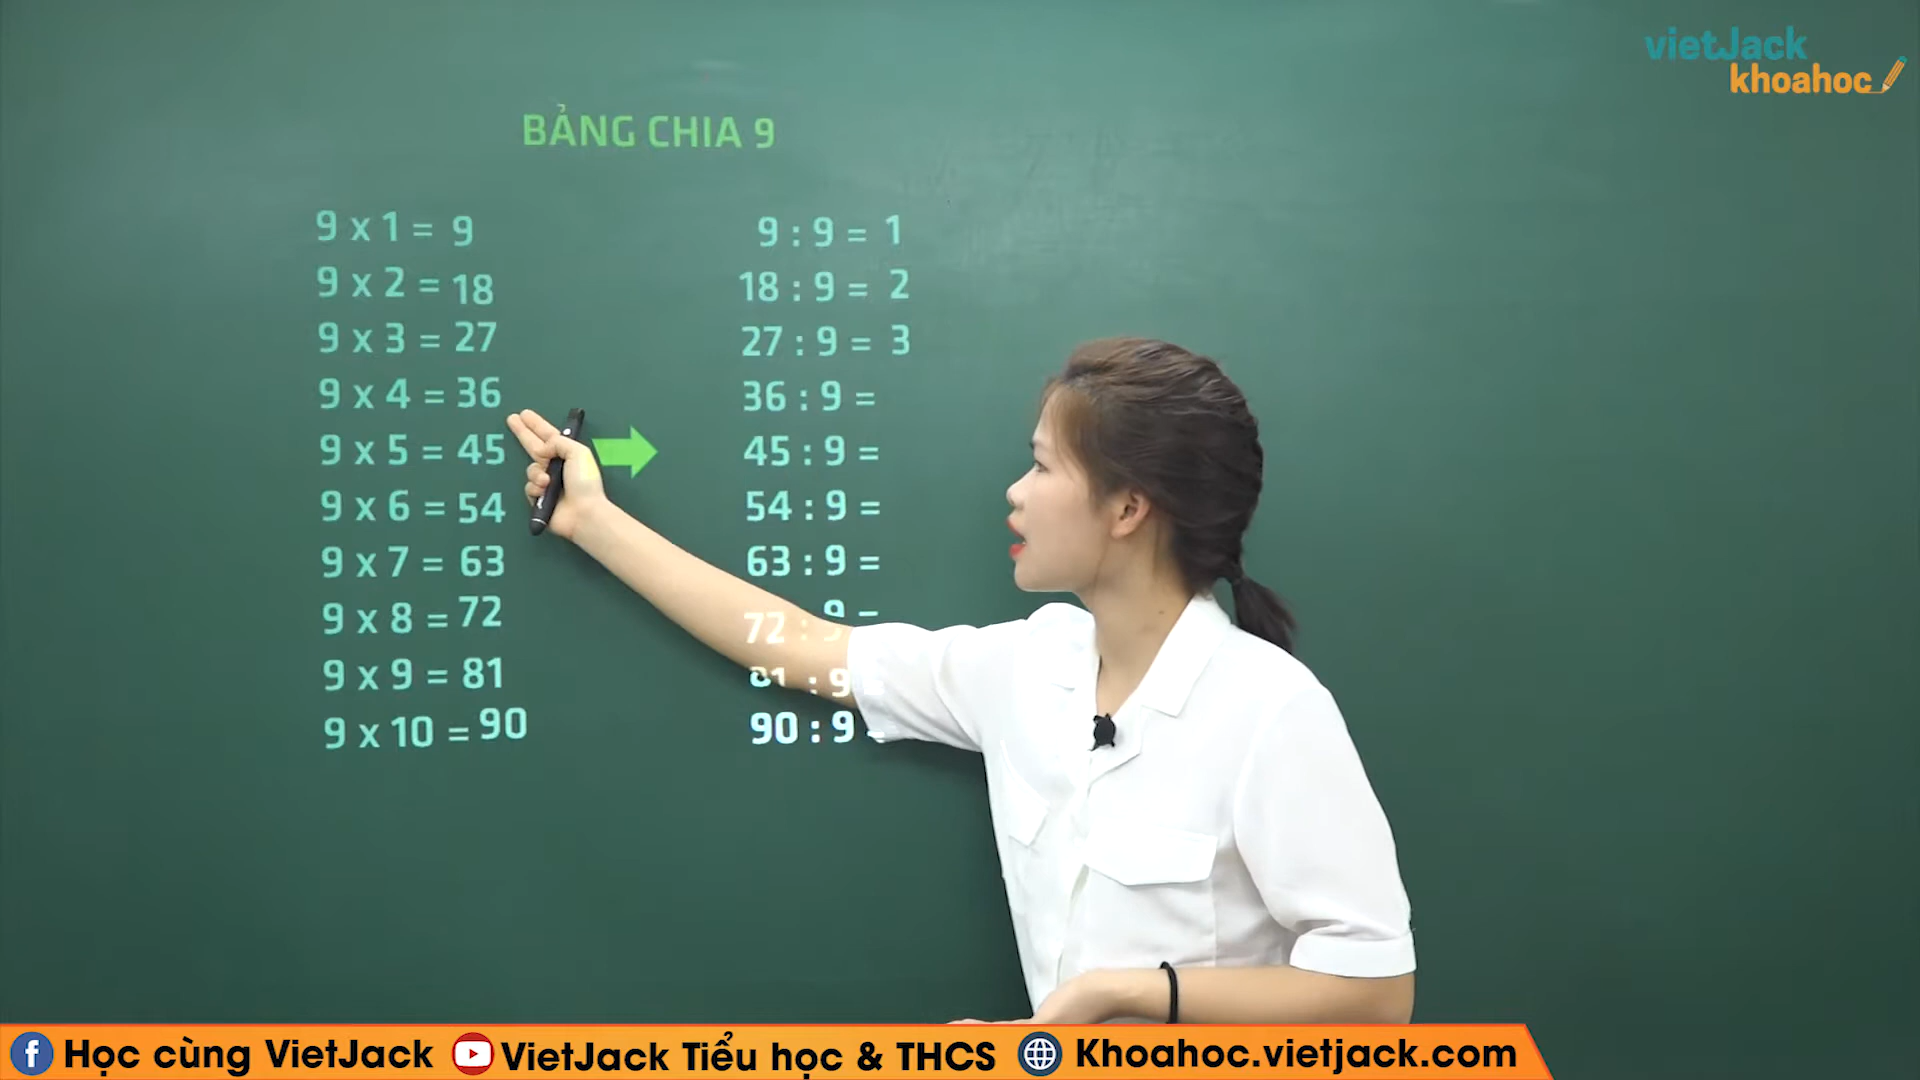 vietJack
khoahoc
BẢNG CHIA 9
9 x 1 = 9
9 x 2 = 18
9 x 3 = 27
9 x 4 = 36
9 x 5 = 45
9 x 6 = 54
9 x 7 = 63
9 x 8 = 72
9 x 9 = 81
9 x 10 = 90
9 : 9 = 1
18 : 9 = 2
27 : 9 = 3
36 : 9 =
45 : 9 =
54 : 9 =
63 : 9 =
72 : 9 =
81 : 9 =
90 : 9 =
Học cùng VietJack
VietJack Tiểu học & THCS
Khoahoc.vietjack.com